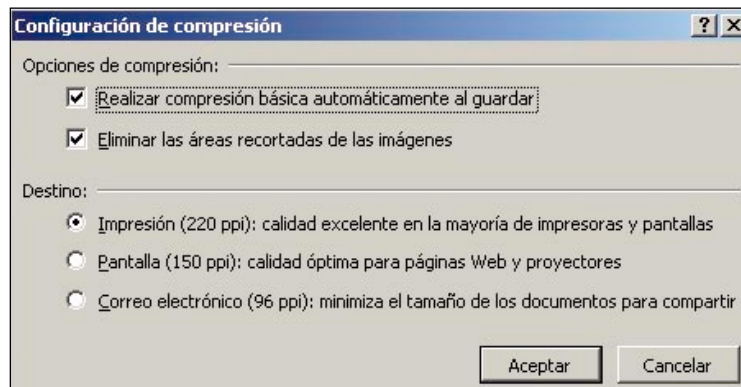 Configuración de compresión
Opciones de compresión:
Realizar compresión básica automáticamente al guardar
Eliminar las áreas recortadas de las imágenes
Destino:
Impresión (220 ppi): calidad excelente en la mayoría de impresoras y pantallas
Pantalla (150 ppi): calidad óptima para páginas Web y proyectores
Correo electrónico (96 ppi): minimiza el tamaño de los documentos para compartir
Aceptar Cancelar